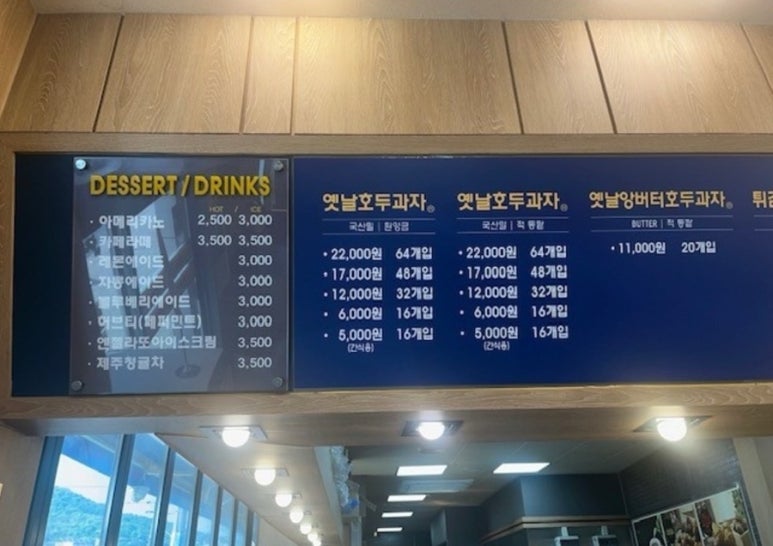 DESSERT / DRINKS
HOT / ICE
· 아메리카노 2,500 3,000
· 카페라떼 3,500 3,500
· 레몬에이드 3,000
· 자몽에이드 3,000
· 블루베리에이드 3,000
· 허브티(페퍼민트) 3,000
· 엔젤라또아이스크림 3,500
· 제주청귤차 3,500
옛날호두과자®
국산밀 | 흰앙금
• 22,000원 64개입
• 17,000원 48개입
• 12,000원 32개입
• 6,000원 16개입
• 5,000원 16개입
(간식용)
옛날호두과자®
국산밀 | 적 통팥
• 22,000원 64개입
• 17,000원 48개입
• 12,000원 32개입
• 6,000원 16개입
• 5,000원 16개입
(간식용)
옛날앙버터호두과자®
BUTTER | 적 통팥
• 11,000원 20개입
튀김